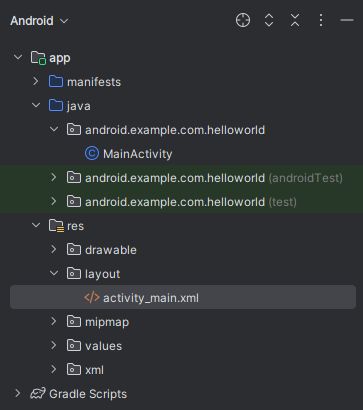 Android
app
manifests
java
android.example.com.helloworld
MainActivity
android.example.com.helloworld (androidTest)
android.example.com.helloworld (test)
res
drawable
layout
activity_main.xml
mipmap
values
xml
Gradle Scripts